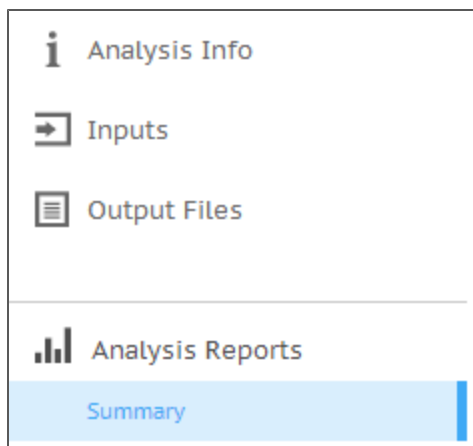 Analysis Info
Inputs
Output Files
Analysis Reports
Summary